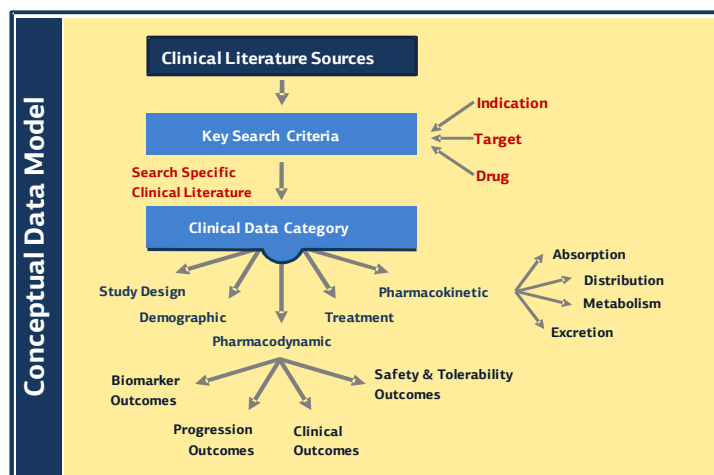 Conceptual Data Model
Clinical Literature Sources
Key Search Criteria
Indication
Target
Drug
Search Specific
Clinical Literature
Clinical Data Category
Study Design
Demographic
Pharmacodynamic
Treatment
Pharmacokinetic
Absorption
Distribution
Metabolism
Excretion
Biomarker
Outcomes
Progression
Outcomes
Clinical
Outcomes
Safety & Tolerability
Outcomes